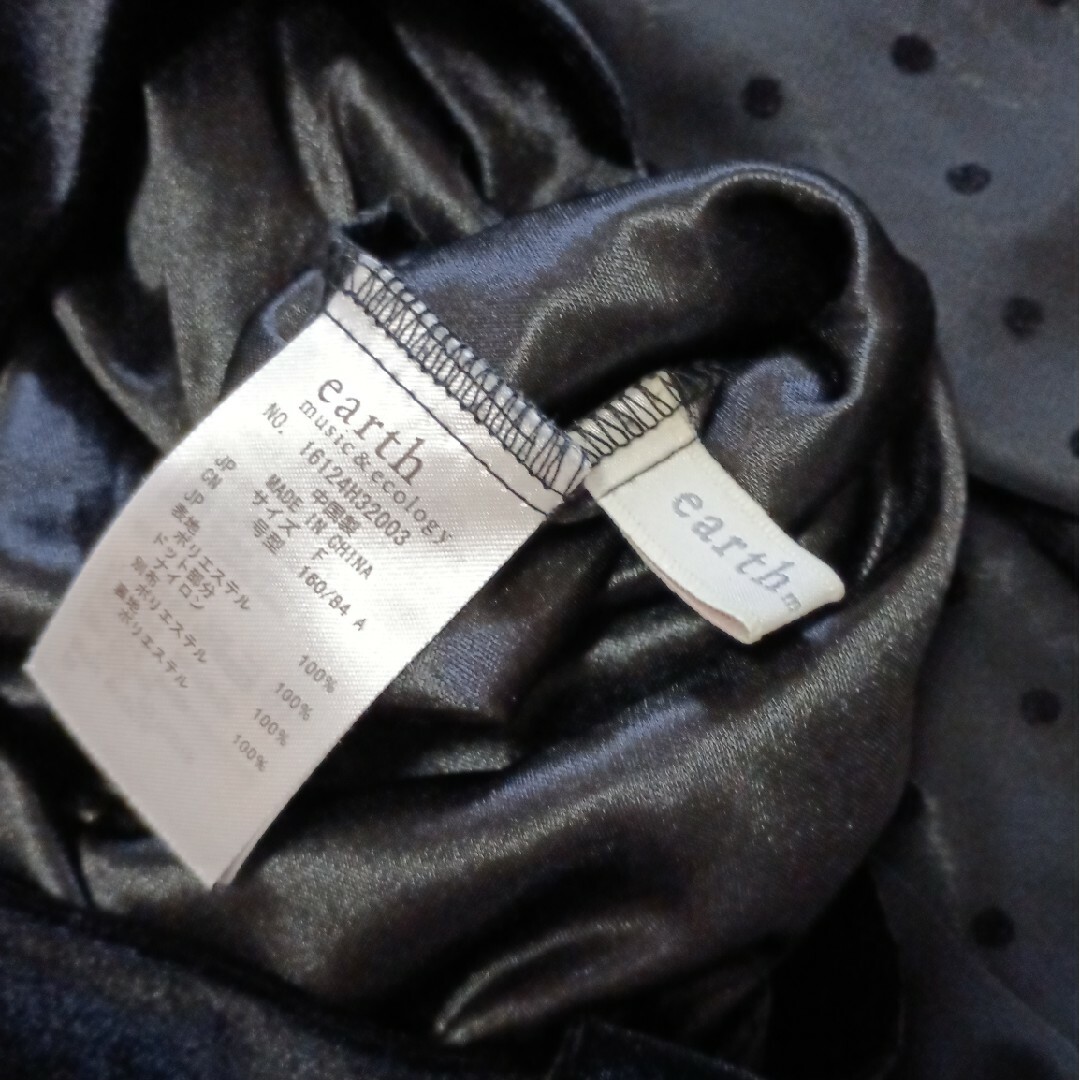 earth
music&ecology
NO. 16124H32003
中国製
MADE IN CHINA
JP サイズ F
CN 号型 160/84 A
JP
表地 ポリエステル 100%
ドット部分
ナイロン 100%
別布 ポリエステル 100%
裏地 ポリエステル 100%
earth m